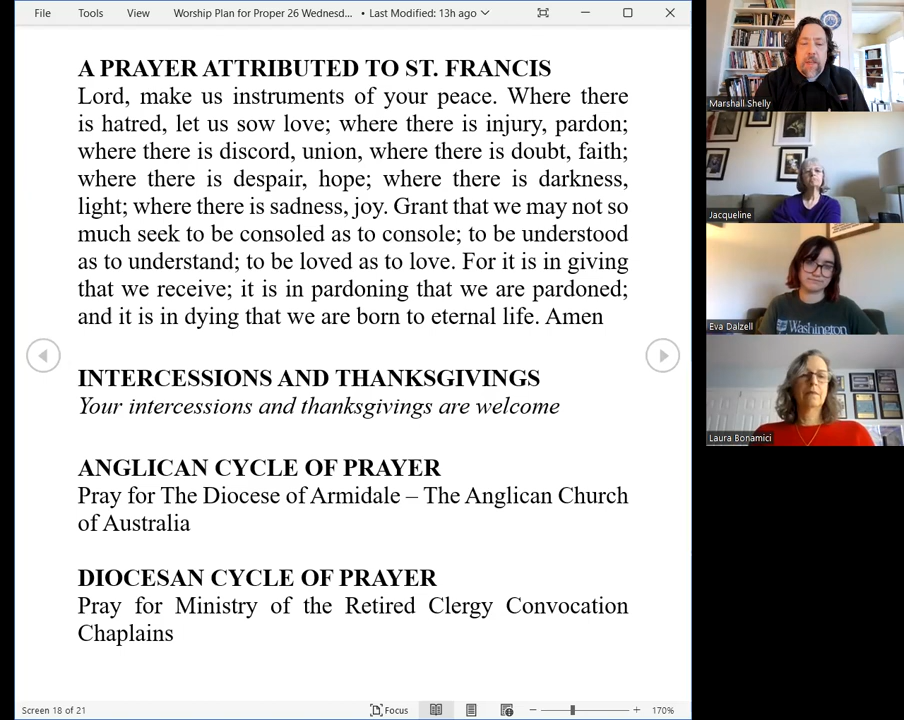 File Tools View Worship Plan for Proper 26 Wednesd... • Last Modified: 13h ago
A PRAYER ATTRIBUTED TO ST. FRANCIS
Lord, make us instruments of your peace. Where there
is hatred, let us sow love; where there is injury, pardon;
where there is discord, union, where there is doubt, faith;
where there is despair, hope; where there is darkness,
light; where there is sadness, joy. Grant that we may not so
much seek to be consoled as to console; to be understood
as to understand; to be loved as to love. For it is in giving
that we receive; it is in pardoning that we are pardoned;
and it is in dying that we are born to eternal life. Amen
INTERCESSIONS AND THANKSGIVINGS
Your intercessions and thanksgivings are welcome
ANGLICAN CYCLE OF PRAYER
Pray for The Diocese of Armidale – The Anglican Church
of Australia
DIOCESAN CYCLE OF PRAYER
Pray for Ministry of the Retired Clergy Convocation
Chaplains
Screen 18 of 21 Focus 170%
Marshall Shelly
Jacqueline
Washington
Eva Dalzell
Laura Bonamici